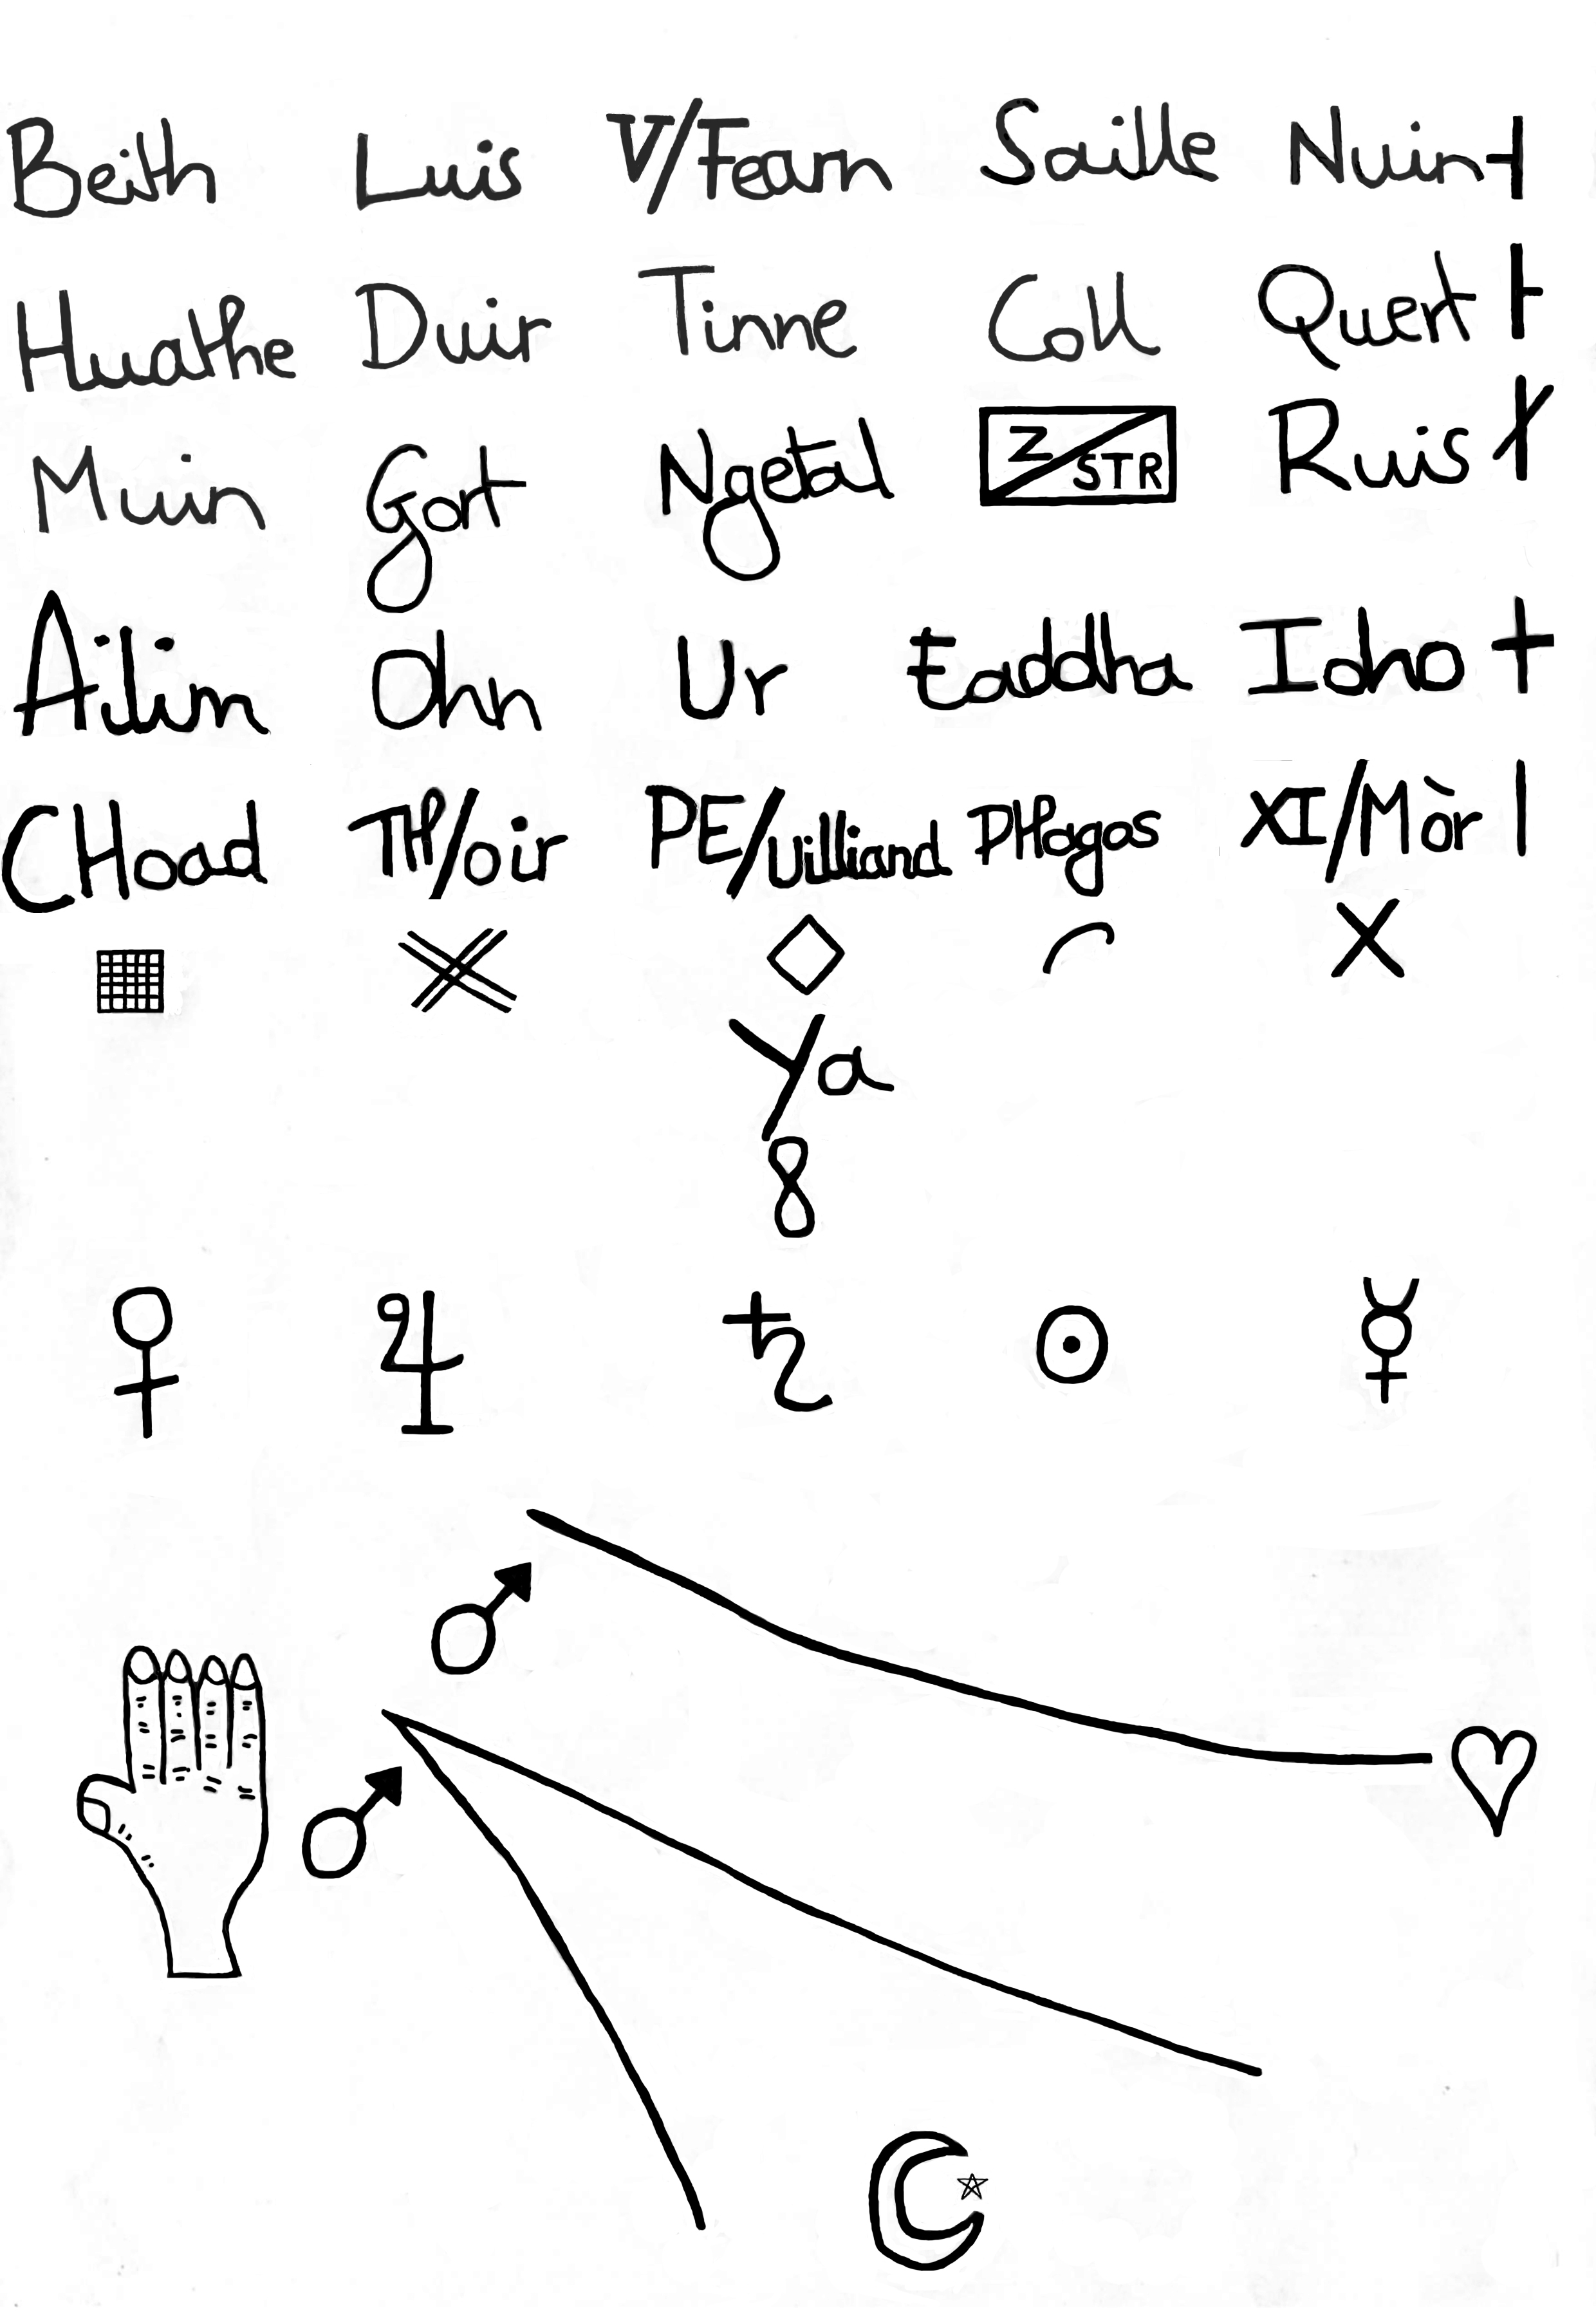 Beith Luis V/Fearn Saille Nuin
Huathe Duir Tinne Coll Quert
Muin Gort Ngetal Z/STR Ruis
Ailim Ohn Ur Eaddha Ioho
CHoad TH/oir PE/Uilliand PHagos XI/Mòr
Ya
8